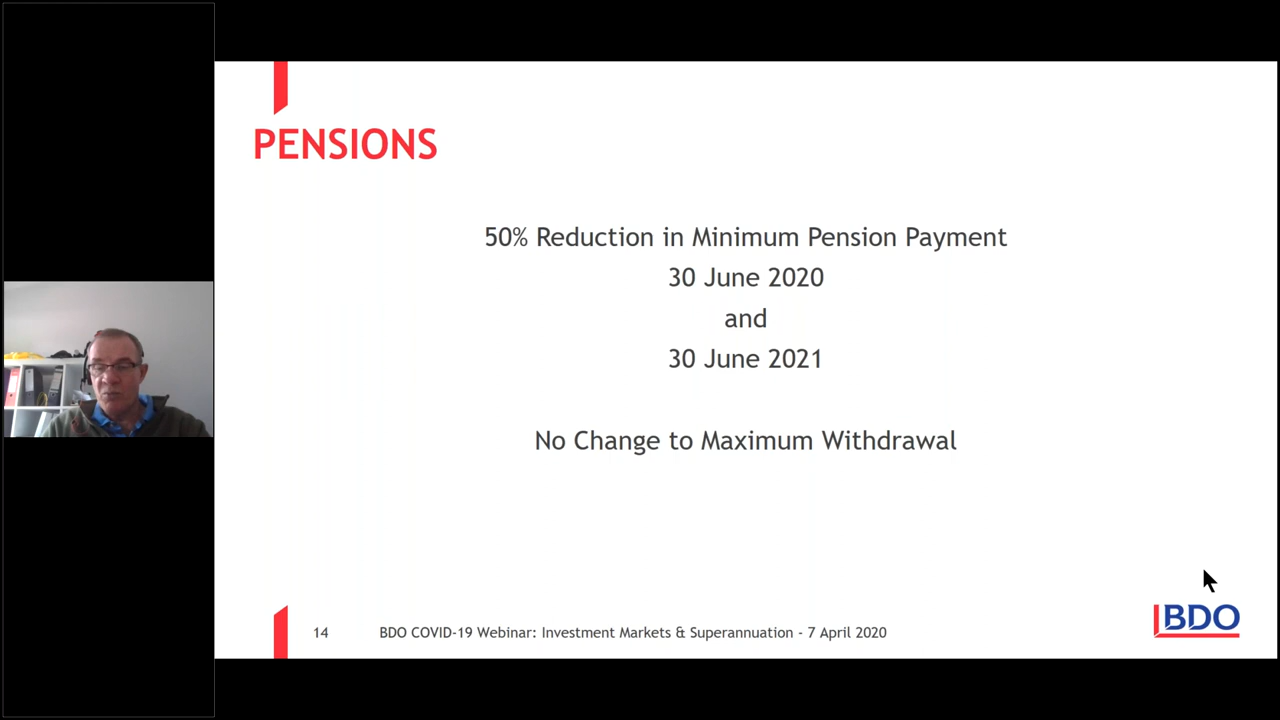 PENSIONS
50% Reduction in Minimum Pension Payment
30 June 2020
and
30 June 2021
No Change to Maximum Withdrawal
14 BDO COVID-19 Webinar: Investment Markets & Superannuation - 7 April 2020
BDO